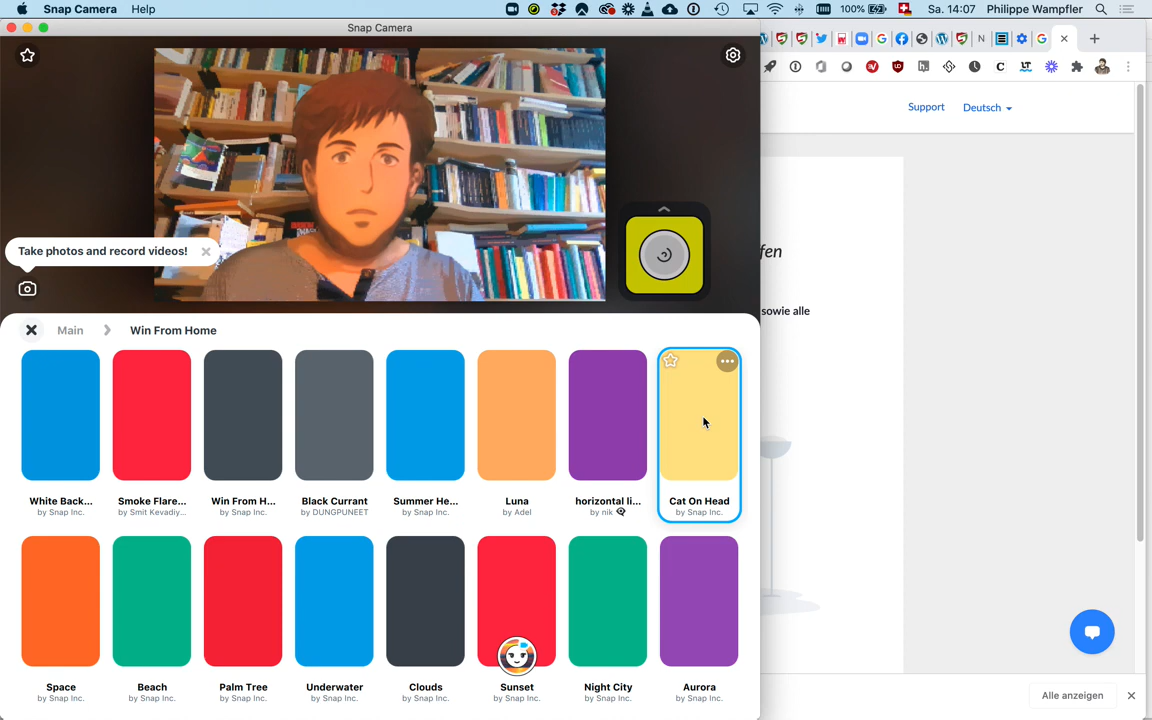 Snap Camera Help
100% Sa. 14:07 Philippe Wampfler
Snap Camera
Support Deutsch
Take photos and record videos!
fen
sowie alle
Main Win From Home
White Back... Smoke Flare... Win From H... Black Currant Summer He... Luna horizontal li... Cat On Head
by Snap Inc. by Smit Kevadiy... by Snap Inc. by DUNGPUNEET by Snap Inc. by Adel by nik by Snap Inc.
Space Beach Palm Tree Underwater Clouds Sunset Night City Aurora
by Snap Inc. by Snap Inc. by Snap Inc. by Snap Inc. by Snap Inc. by Snap Inc. by Snap Inc. by Snap Inc.
Alle anzeigen